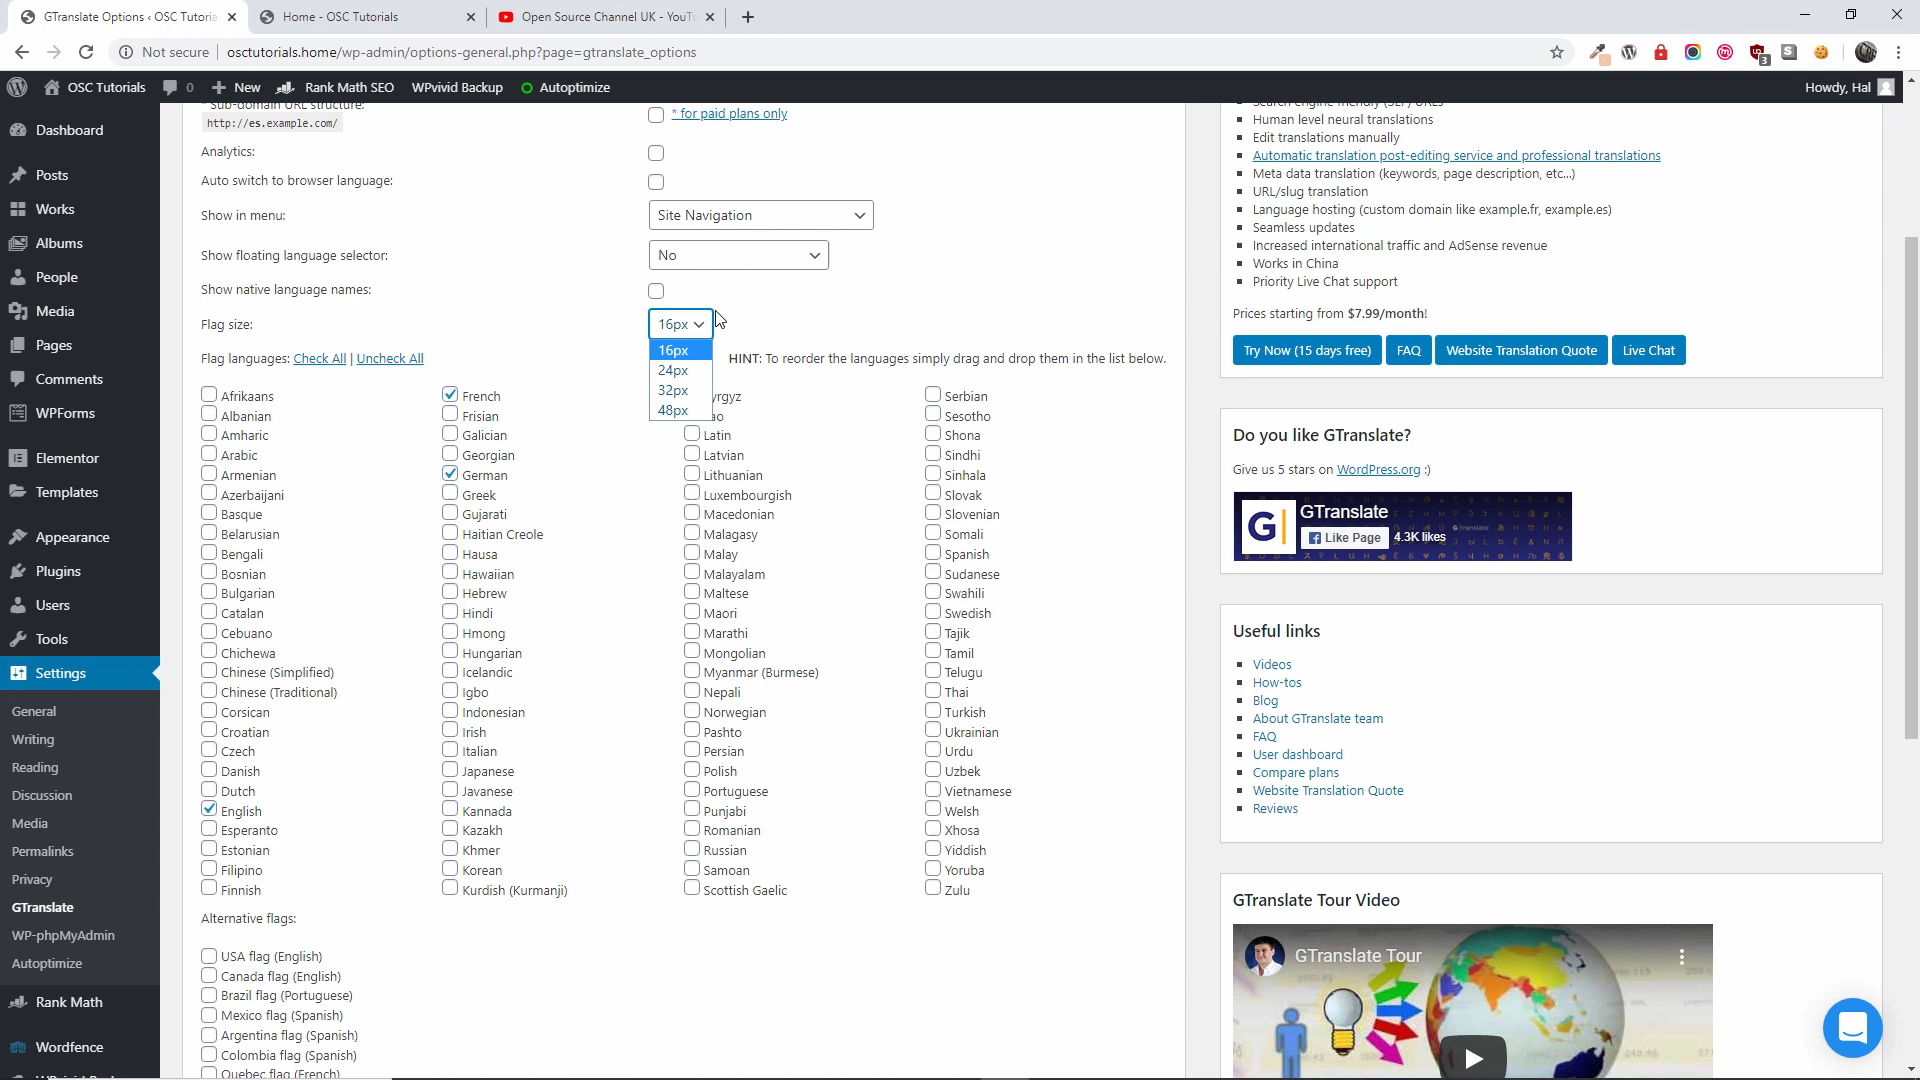 GTranslate Options ‹ OSC Tutoria
Home - OSC Tutorials
Open Source Channel UK - YouTu
Not secure
osctutorials.home/wp-admin/options-general.php?page=gtranslate_options
3
OSC Tutorials
0
New
Rank Math SEO
WPvivid Backup
Autoptimize
Howdy, Hal
Dashboard
Posts
Works
Albums
People
Media
Pages
Comments
WPForms
Elementor
Templates
Appearance
Plugins
Users
Tools
Settings
General
Writing
Reading
Discussion
Media
Permalinks
Privacy
GTranslate
WP-phpMyAdmin
Autoptimize
Rank Math
Wordfence
* Sub-domain URL structure:
http://es.example.com/
* for paid plans only
Analytics:
Auto switch to browser language:
Show in menu:
Site Navigation
Show floating language selector:
No
Show native language names:
Flag size:
16px
16px
24px
32px
48px
Flag languages: Check All | Uncheck All
HINT: To reorder the languages simply drag and drop them in the list below.
Afrikaans
Albanian
Amharic
Arabic
Armenian
Azerbaijani
Basque
Belarusian
Bengali
Bosnian
Bulgarian
Catalan
Cebuano
Chichewa
Chinese (Simplified)
Chinese (Traditional)
Corsican
Croatian
Czech
Danish
Dutch
English
Esperanto
Estonian
Filipino
Finnish
French
Frisian
Galician
Georgian
German
Greek
Gujarati
Haitian Creole
Hausa
Hawaiian
Hebrew
Hindi
Hmong
Hungarian
Icelandic
Igbo
Indonesian
Irish
Italian
Japanese
Javanese
Kannada
Kazakh
Khmer
Korean
Kurdish (Kurmanji)
yrgyz
ao
Latin
Latvian
Lithuanian
Luxembourgish
Macedonian
Malagasy
Malay
Malayalam
Maltese
Maori
Marathi
Mongolian
Myanmar (Burmese)
Nepali
Norwegian
Pashto
Persian
Polish
Portuguese
Punjabi
Romanian
Russian
Samoan
Scottish Gaelic
Serbian
Sesotho
Shona
Sindhi
Sinhala
Slovak
Slovenian
Somali
Spanish
Sudanese
Swahili
Swedish
Tajik
Tamil
Telugu
Thai
Turkish
Ukrainian
Urdu
Uzbek
Vietnamese
Welsh
Xhosa
Yiddish
Yoruba
Zulu
Alternative flags:
USA flag (English)
Canada flag (English)
Brazil flag (Portuguese)
Mexico flag (Spanish)
Argentina flag (Spanish)
Colombia flag (Spanish)
Quebec flag (French)
Search engine friendly (SEF) URLs
Human level neural translations
Edit translations manually
Automatic translation post-editing service and professional translations
Meta data translation (keywords, page description, etc...)
URL/slug translation
Language hosting (custom domain like example.fr, example.es)
Seamless updates
Increased international traffic and AdSense revenue
Works in China
Priority Live Chat support
Prices starting from $7.99/month!
Try Now (15 days free)
FAQ
Website Translation Quote
Live Chat
Do you like GTranslate?
Give us 5 stars on WordPress.org :)
G
GTranslate
Like Page
4.3K likes
Useful links
Videos
How-tos
Blog
About GTranslate team
FAQ
User dashboard
Compare plans
Website Translation Quote
Reviews
GTranslate Tour Video
GTranslate Tour